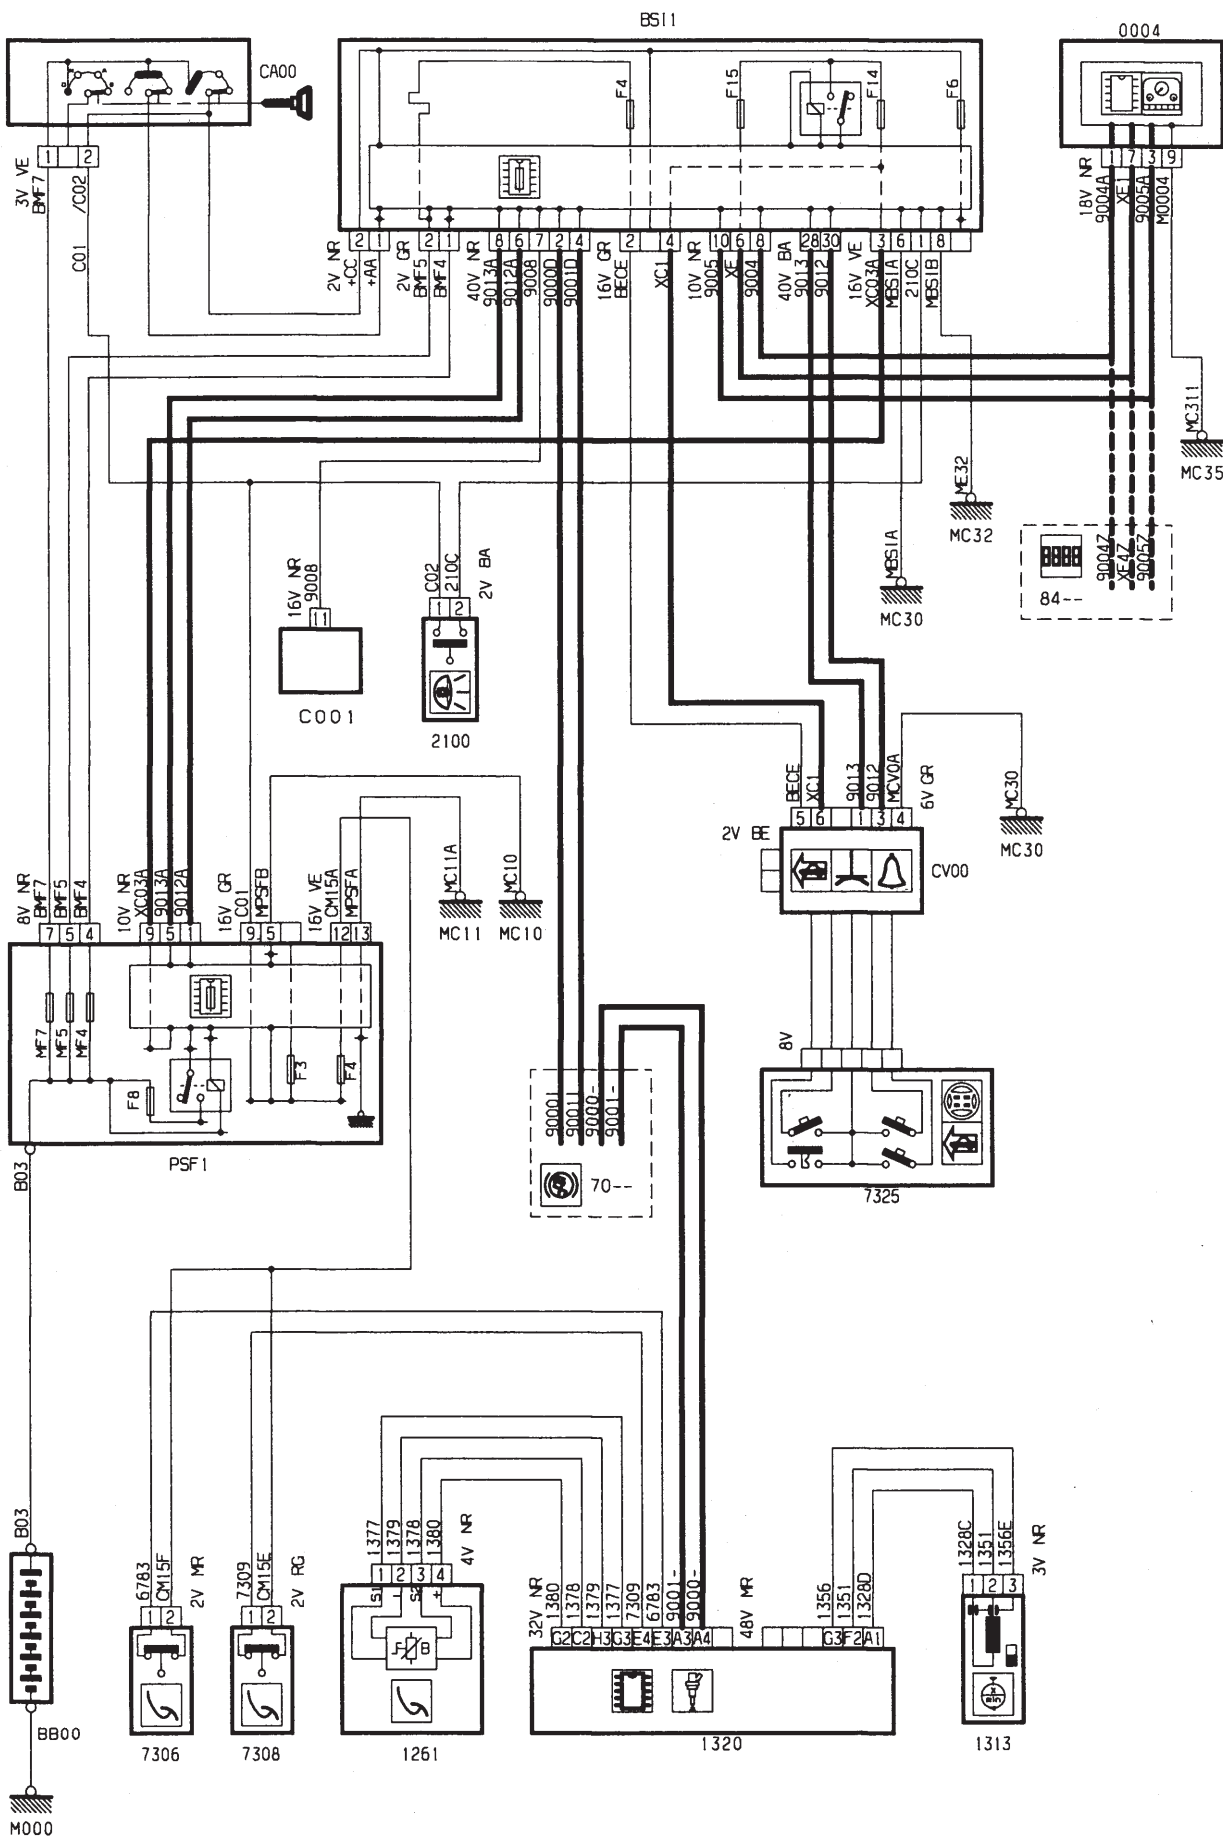 BSI1
0004
CA00
F4
F15
F14
F6
1 2
3V VE
BMF7
/C02
C01
2 1
2V NR
+CC
+AA
2 1
2V GR
BMF5
BMF4
8 6 7 2 4
40V NR
9013A
9012A
9008
9000D
9001D
2 4
16V GR
BECE
XC1
10 6 8
10V NR
9005
XE
9004
28 30
40V BA
9013
9012
3 6 1 8
16V VE
XC03A
MBSIA
210C
MBSIB
1 7 3 9
18V NR
9004A
XE1
9005A
M0004
MC311
MC35
ME32
MC32
MBSIA
MC30
9004Z
XE4Z
9005Z
84--
16V NR
9008
11
C001
C02
210C
2V BA
1 2
2100
BECE
XC1
9013
9012
MCV0A
6V GR
5 6 1 3 4
2V BE
CV00
MC30
MC30
8V NR
BMF7
BMF5
BMF4
7 5 4
10V NR
XC03A
9013A
9012A
9 5 1
16V GR
C01
MPSFB
9 5
16V VE
CM15A
MPSFA
12 13
MC11A
MC11
MC10
MC10
MF7
MF5
MF4
F8
F3
F4
PSF1
B03
90001
90011
9000-
9001-
70--
8V
7325
B03
BB00
M000
6783
CM15F
2V MR
1 2
7306
7309
CM15E
2V RG
1 2
7308
1377
1379
1378
1380
4V NR
1 2 3 4
S1
-
S2
+
B
1261
32V NR
1380
1378
1379
1377
7309
6783
9001-
9000-
G2 C2 H3 G3 E4 E3 A3 A4
48V MR
1356
1351
1328D
G3 F2 A1
1320
1328C
1351
1356E
3V NR
1 2 3
1313